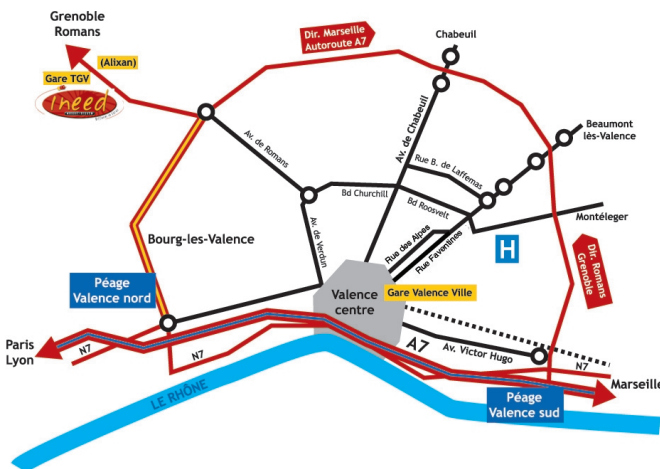 Grenoble
Romans
(Alixan)
Gare TGV
ineed
Dir. Marseille
Autoroute A7
Chabeuil
Beaumont
lès-Valence
Av. de Romans
Av. de Chabeuil
Rue B. de Laffemas
Bd Churchill
Bd Roosvelt
Av. de Verdun
Bourg-les-Valence
Rue des Alpes
Rue Faventines
H
Montéleger
Dir. Romans
Grenoble
Péage
Valence nord
Valence
centre
Gare Valence Ville
Paris
Lyon
N7
N7
A7
Av. Victor Hugo
N7
Marseille
LE RHÔNE
Péage
Valence sud